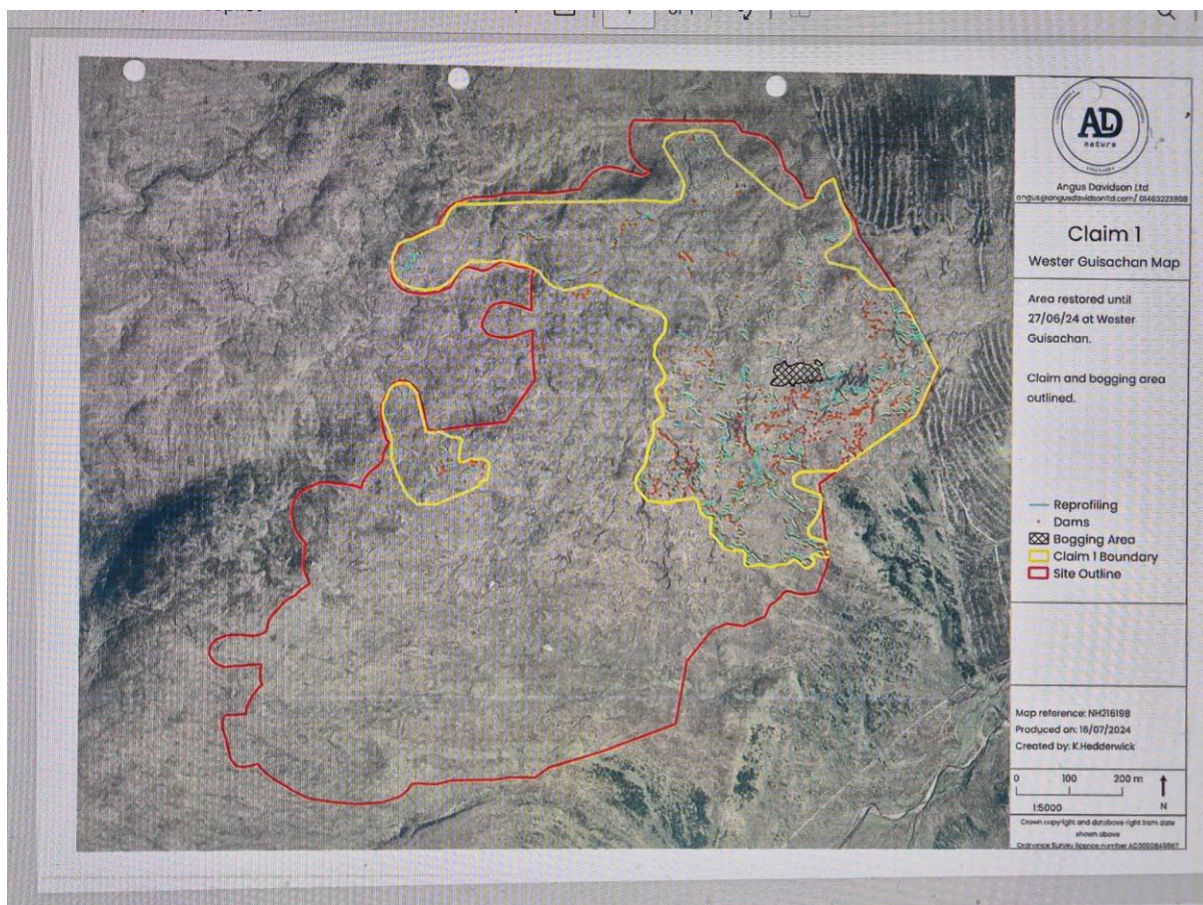 AD
nature
Angus Davidson Ltd
angus@angusdavidsonltd.com/ 01463223808
Claim 1
Wester Guisachan Map
Area restored until
27/06/24 at Wester
Guisachan.
Claim and bogging area
outlined.
Reprofiling
Dams
Bogging Area
Claim 1 Boundary
Site Outline
Map reference: NH216198
Produced on: 16/07/2024
Created by: K.Hedderwick
0 100 200 m
1:5000
N
Crown copyright and database right from date
shown above
Ordnance Survey licence number